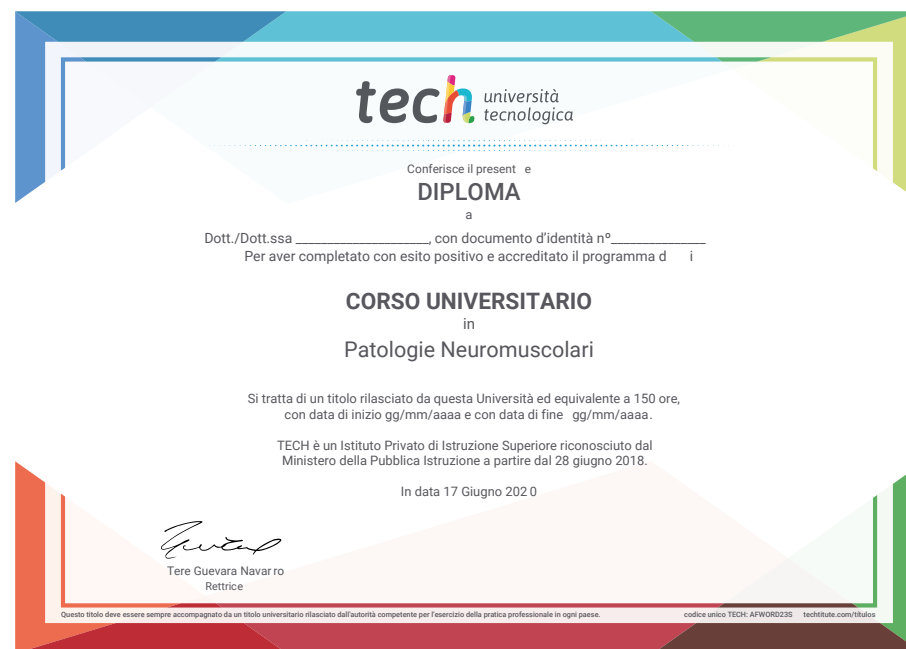 tech università
tecnologica
Conferisce il present e
DIPLOMA
a
Dott./Dott.ssa ______________________, con documento d'identità nº_______________
Per aver completato con esito positivo e accreditato il programma d i
CORSO UNIVERSITARIO
in
Patologie Neuromuscolari
Si tratta di un titolo rilasciato da questa Università ed equivalente a 150 ore,
con data di inizio gg/mm/aaaa e con data di fine gg/mm/aaaa.
TECH è un Istituto Privato di Istruzione Superiore riconosciuto dal
Ministero della Pubblica Istruzione a partire dal 28 giugno 2018.
In data 17 Giugno 202 0
Tere Guevara Navar ro
Rettrice
Questo titolo deve essere sempre accompagnato da un titolo universitario rilasciato dall'autorità competente per l'esercizio della pratica professionale in ogni paese. codice unico TECH: AFWORD23S techtitute.com/títulos